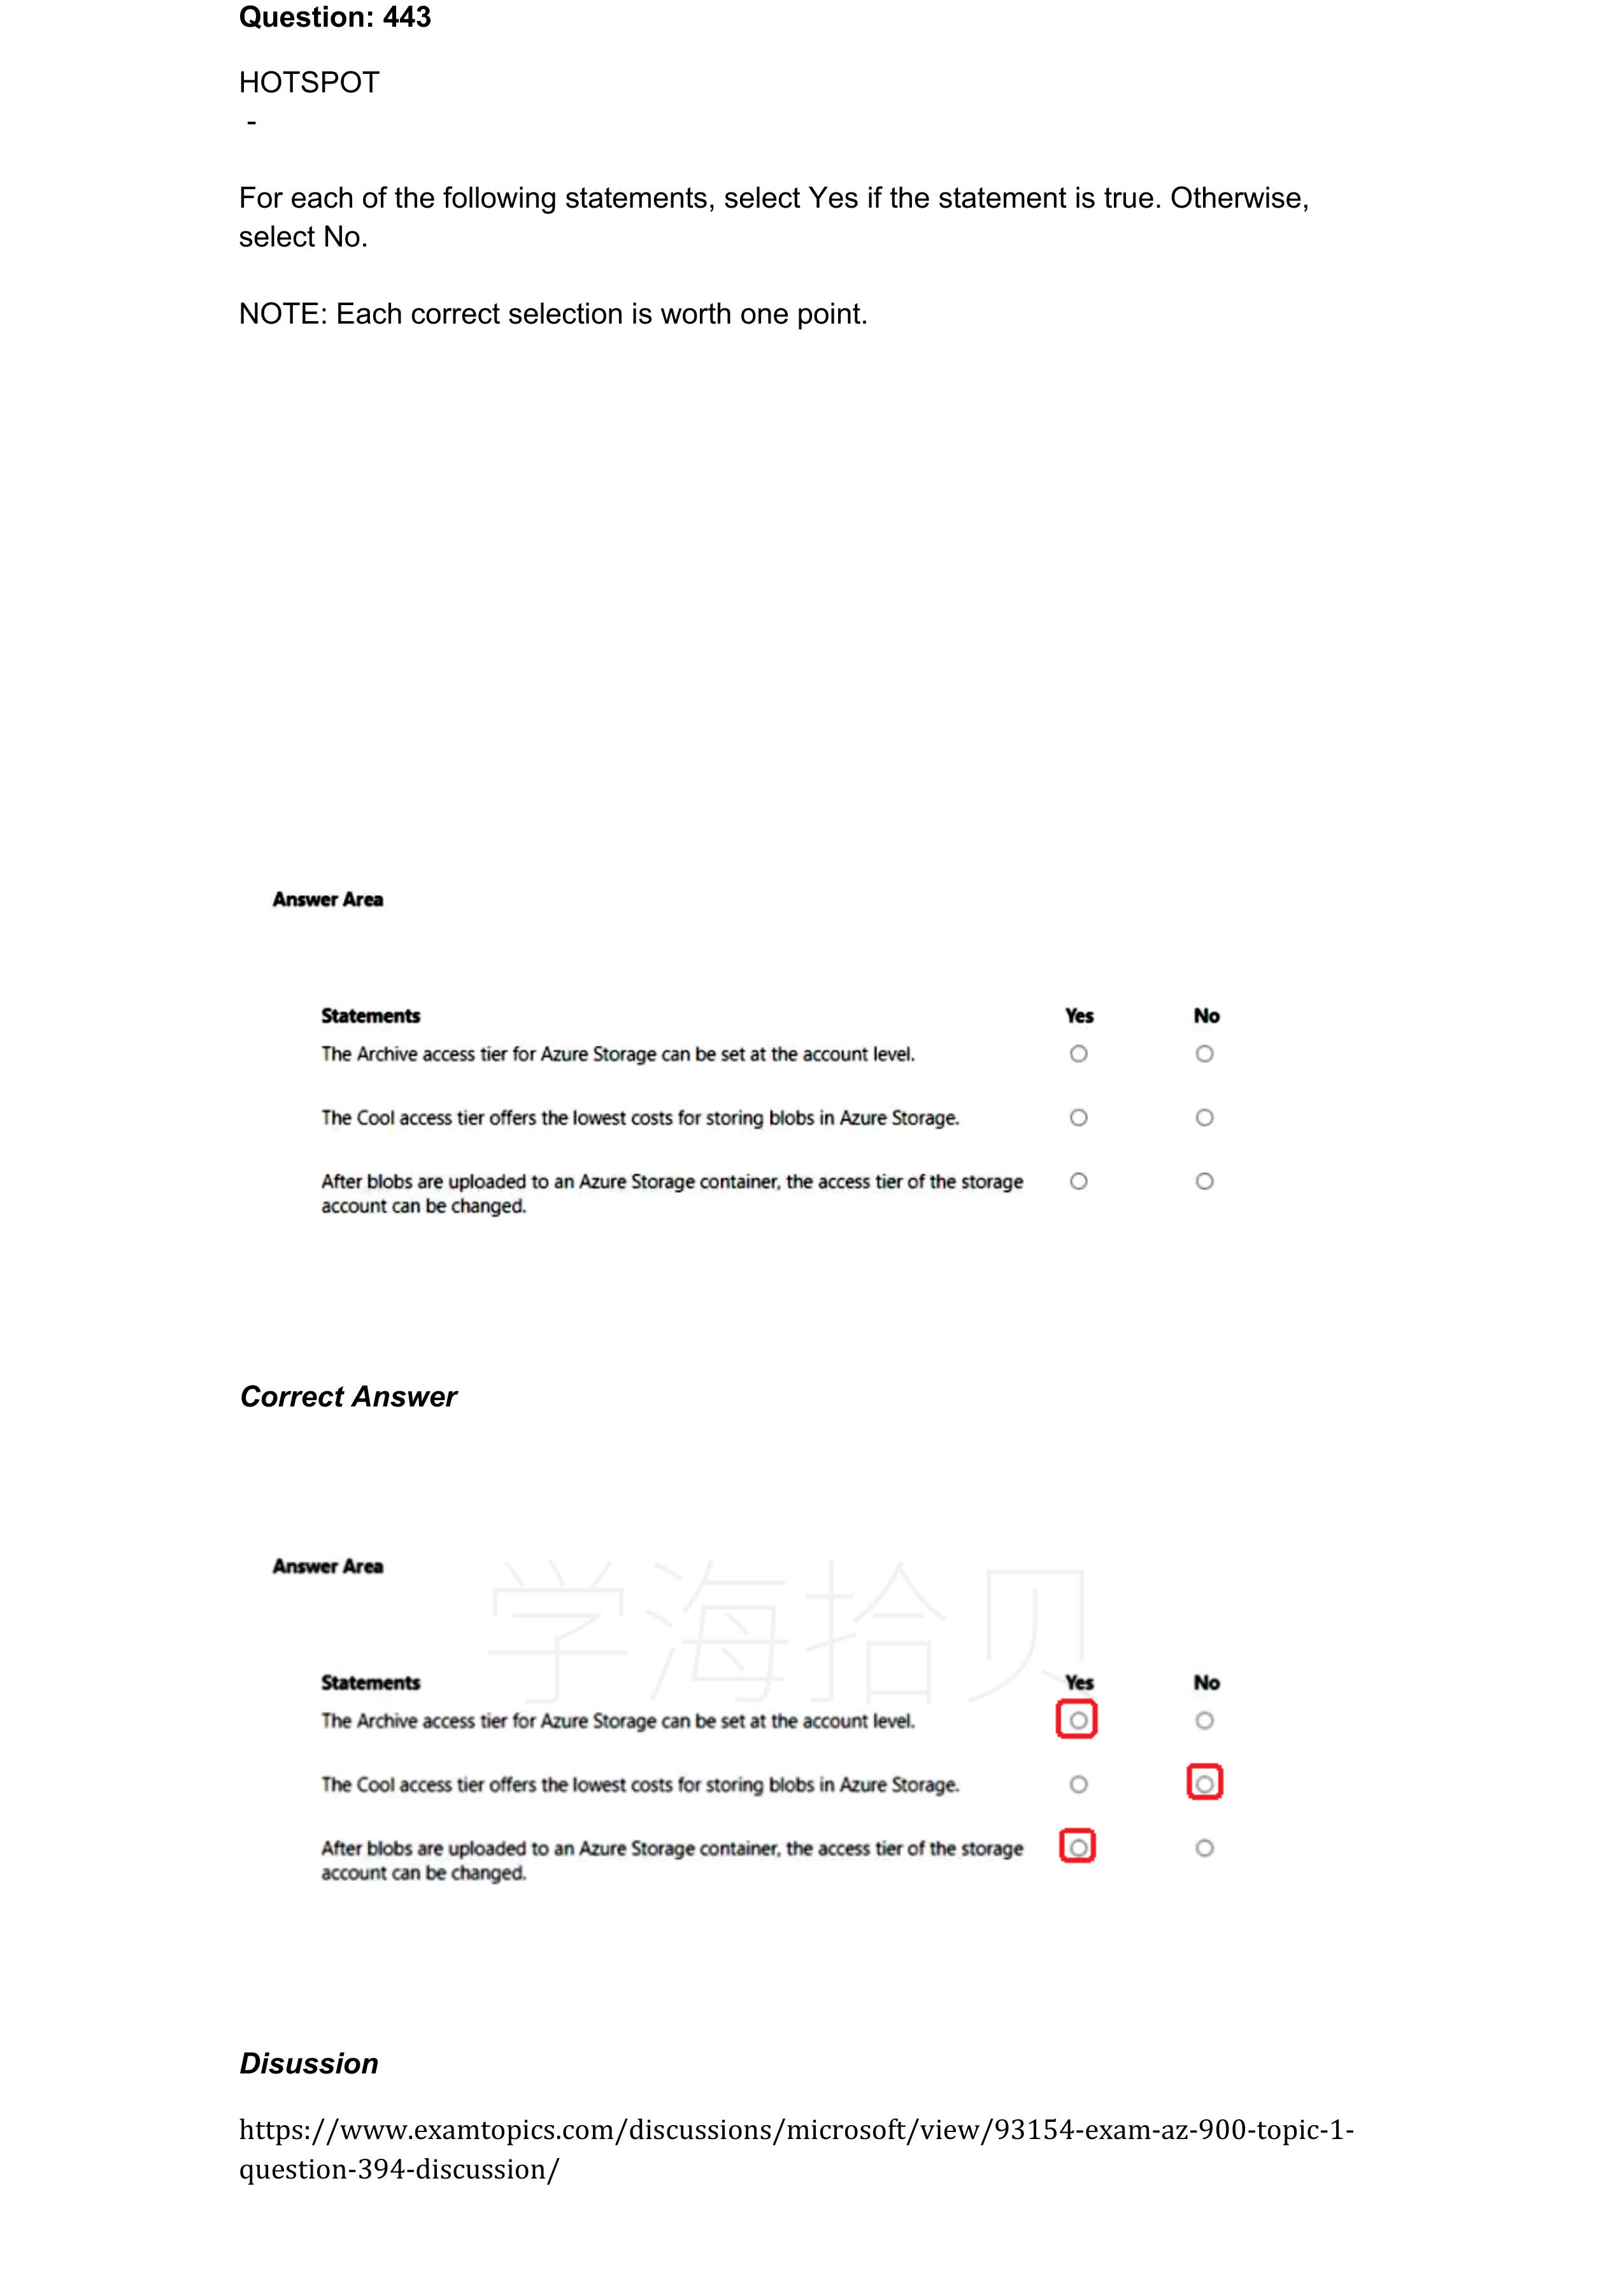 Question: 443
HOTSPOT
-
For each of the following statements, select Yes if the statement is true. Otherwise,
select No.
NOTE: Each correct selection is worth one point.
Answer Area
Statements Yes No
The Archive access tier for Azure Storage can be set at the account level.
The Cool access tier offers the lowest costs for storing blobs in Azure Storage.
After blobs are uploaded to an Azure Storage container, the access tier of the storage
account can be changed.
Correct Answer
Answer Area
学海拾贝
Statements Yes No
The Archive access tier for Azure Storage can be set at the account level.
The Cool access tier offers the lowest costs for storing blobs in Azure Storage.
After blobs are uploaded to an Azure Storage container, the access tier of the storage
account can be changed.
Disussion
https://www.examtopics.com/discussions/microsoft/view/93154-exam-az-900-topic-1-
question-394-discussion/